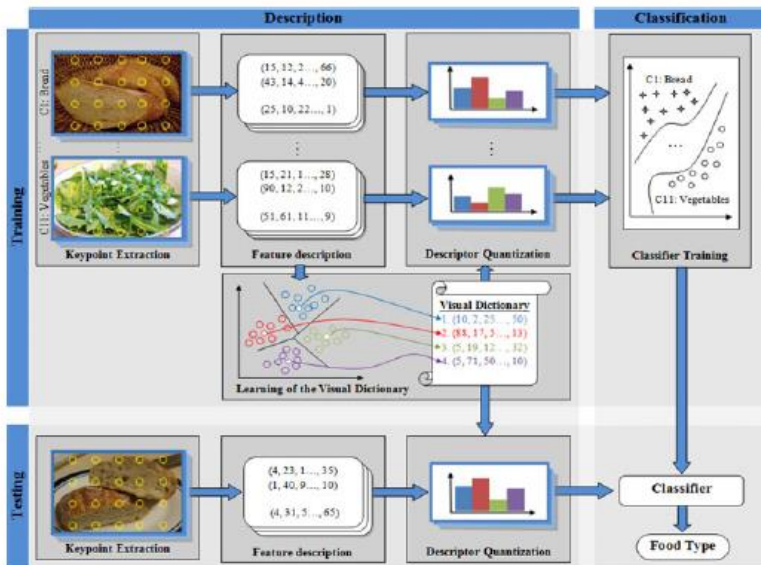 Description
Classification
Training
C1: Bread
C11: Vegetables
Keypoint Extraction
(15, 12, 2..., 66)
(43, 14, 4..., 20)
(25, 10, 22..., 1)
(15, 21, 1..., 28)
(90, 12, 2..., 10)
(51, 61, 11..., 9)
Feature description
Descriptor Quantization
C1: Bread
...
C11: Vegetables
Classifier Training
Learning of the Visual Dictionary
Visual Dictionary
1. (10, 2, 25..., 50)
2. (88, 17, 5..., 13)
3. (5, 19, 12..., 32)
4. (5, 71, 50..., 10)
Testing
Keypoint Extraction
(4, 23, 1..., 35)
(1, 40, 9..., 10)
(4, 31, 5..., 65)
Feature description
Descriptor Quantization
Classifier
Food Type